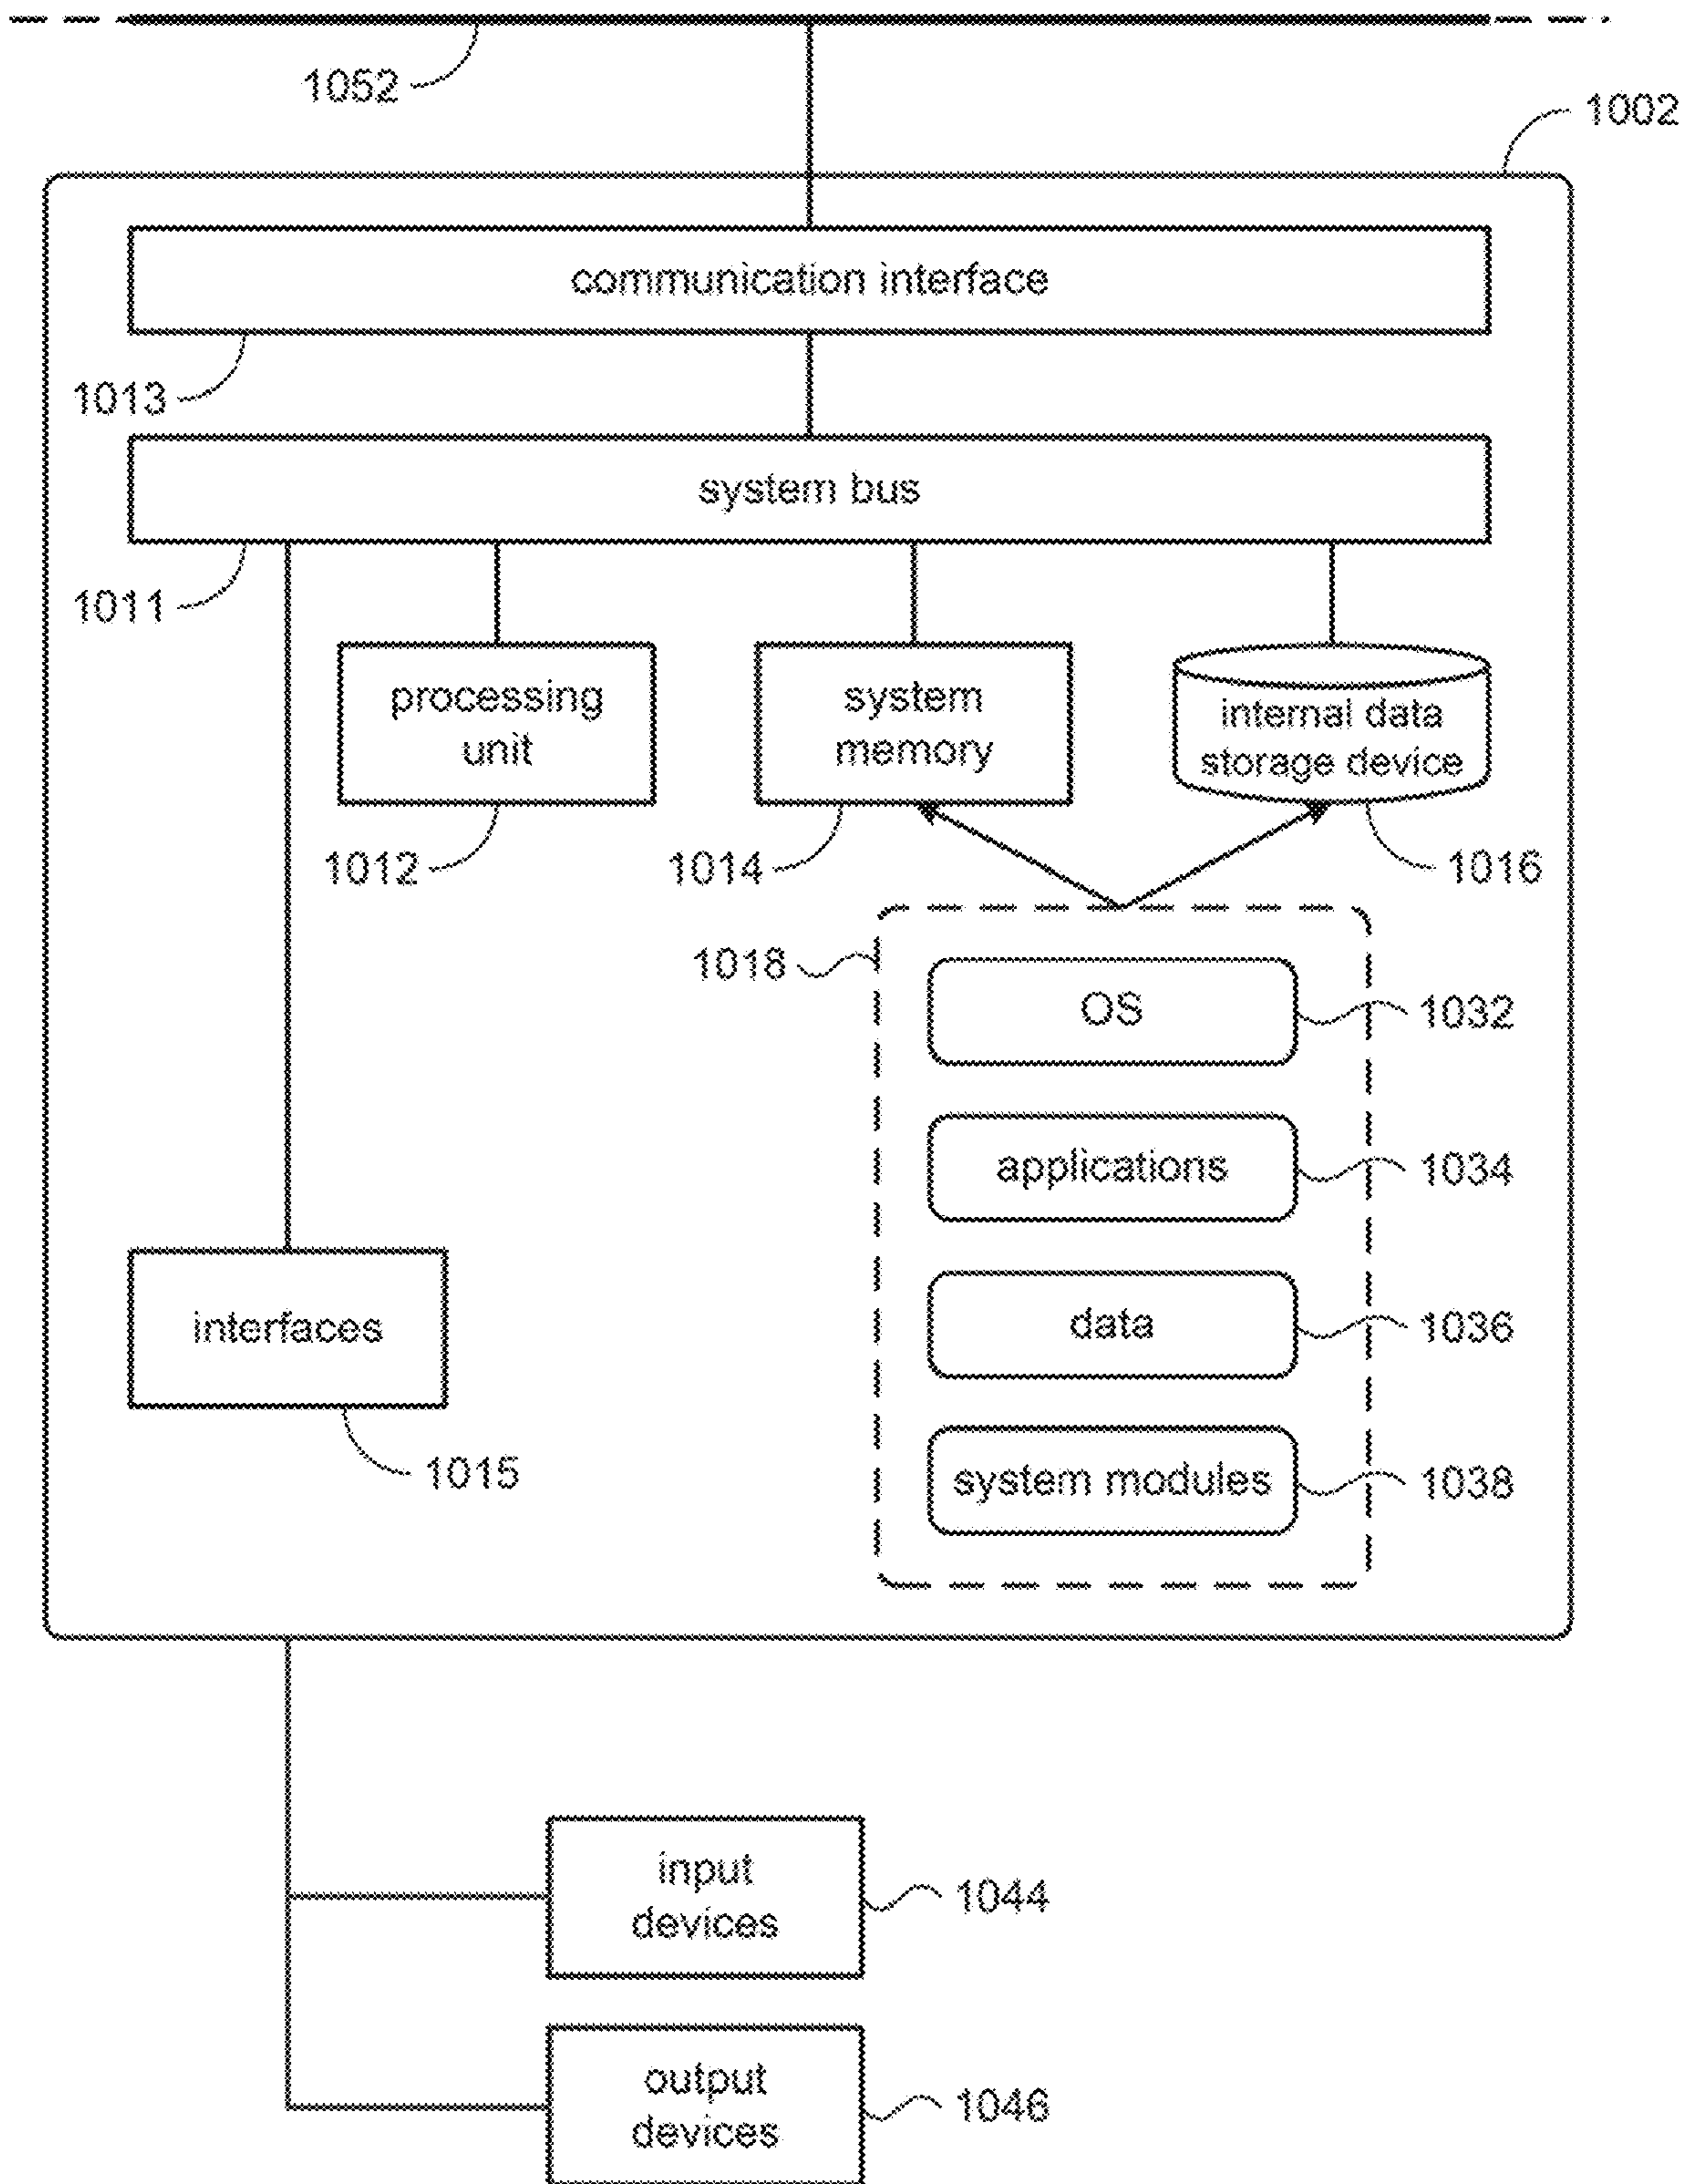 1052
1002
communication interface
1013
system bus
1011
processing
unit
system
memory
internal data
storage device
1012
1014
1016
1018
OS
1032
applications
1034
interfaces
data
1036
1015
system modules
1038
input
devices
1044
output
devices
1046